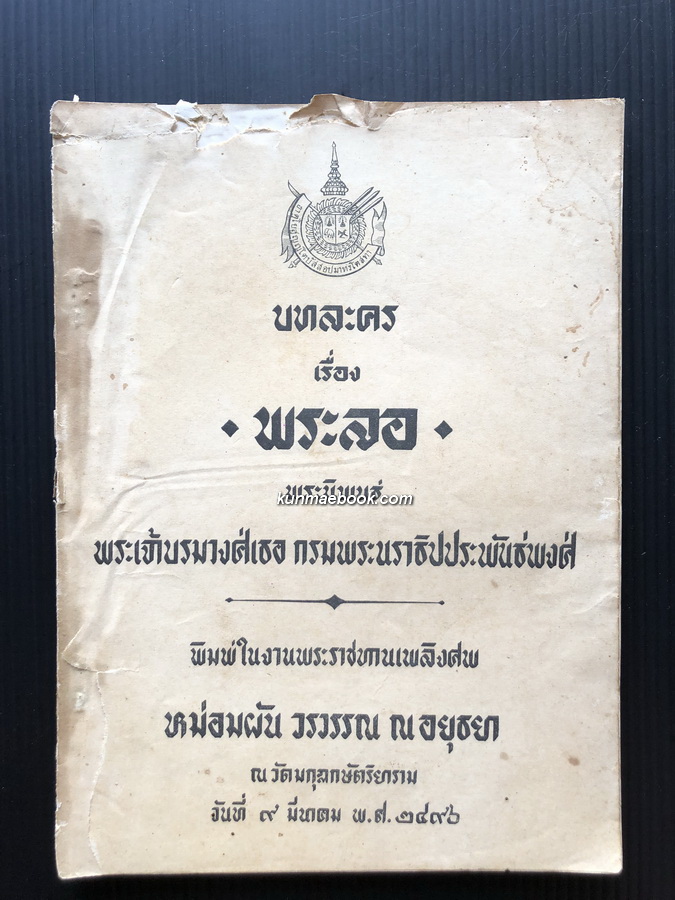 บทละคร
เรื่อง
พระลอ
พระนิพนธ์
kunmaebook.com
พระเจ้าบรมวงศ์เธอ กรมพระนราธิปประพันธ์พงศ์
พิมพ์ในงานพระราชทานเพลิงศพ
หม่อมผัน วรวรรณ ณ อยุธยา
ณ วัดมกุฎกษัตริยาราม
วันที่ ๙ มีนาคม พ.ศ. ๒๔๙๖